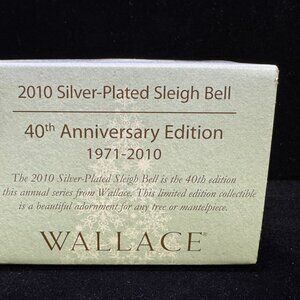 2010 Silver-Plated Sleigh Bell
40th Anniversary Edition
1971-2010
The 2010 Silver-Plated Sleigh Bell is the 40th edition
this annual series from Wallace. This limited edition collectible
is a beautiful adornment for any tree or mantelpiece.
WALLACE®